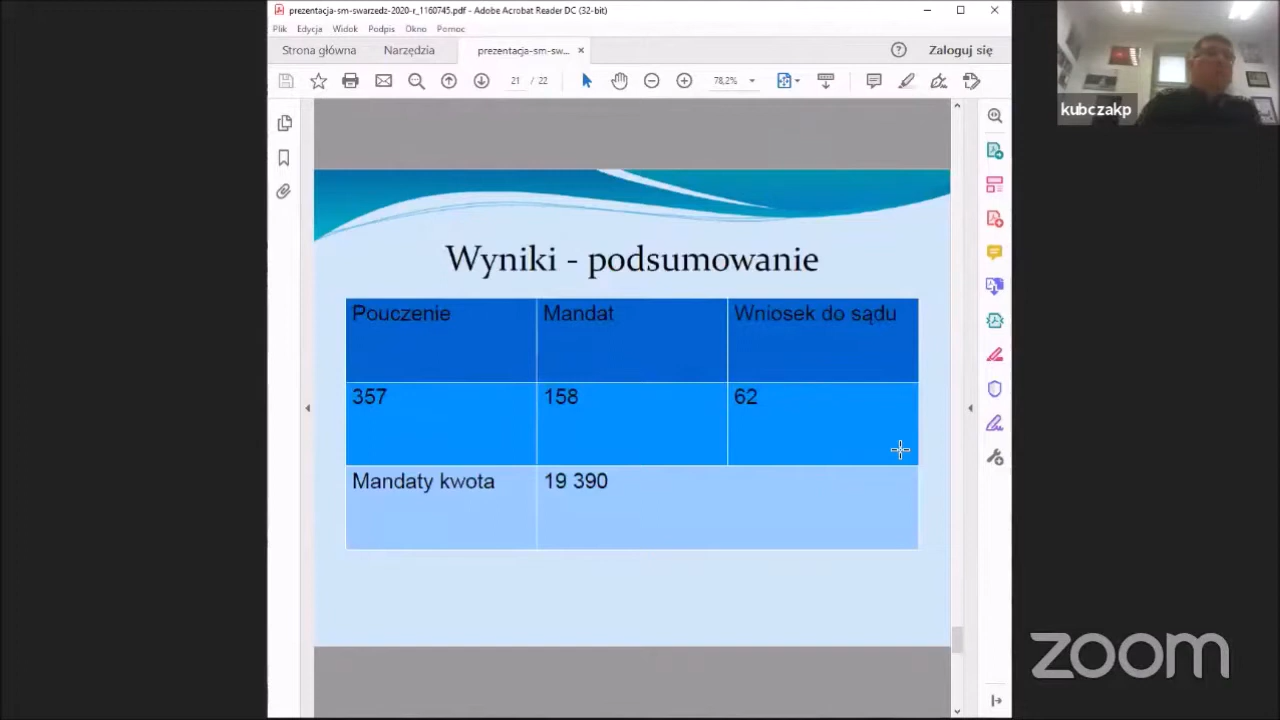 prezentacja-sm-swarzedz-2020-r_1160745.pdf - Adobe Acrobat Reader DC (32-bit)
Plik Edycja Widok Podpis Okno Pomoc
Strona główna Narzędzia prezentacja-sm-sw... Zaloguj się
21 / 22 78,2%
kubczakp
Wyniki - podsumowanie
Pouczenie Mandat Wniosek do sądu
357 158 62
Mandaty kwota 19 390
zoom